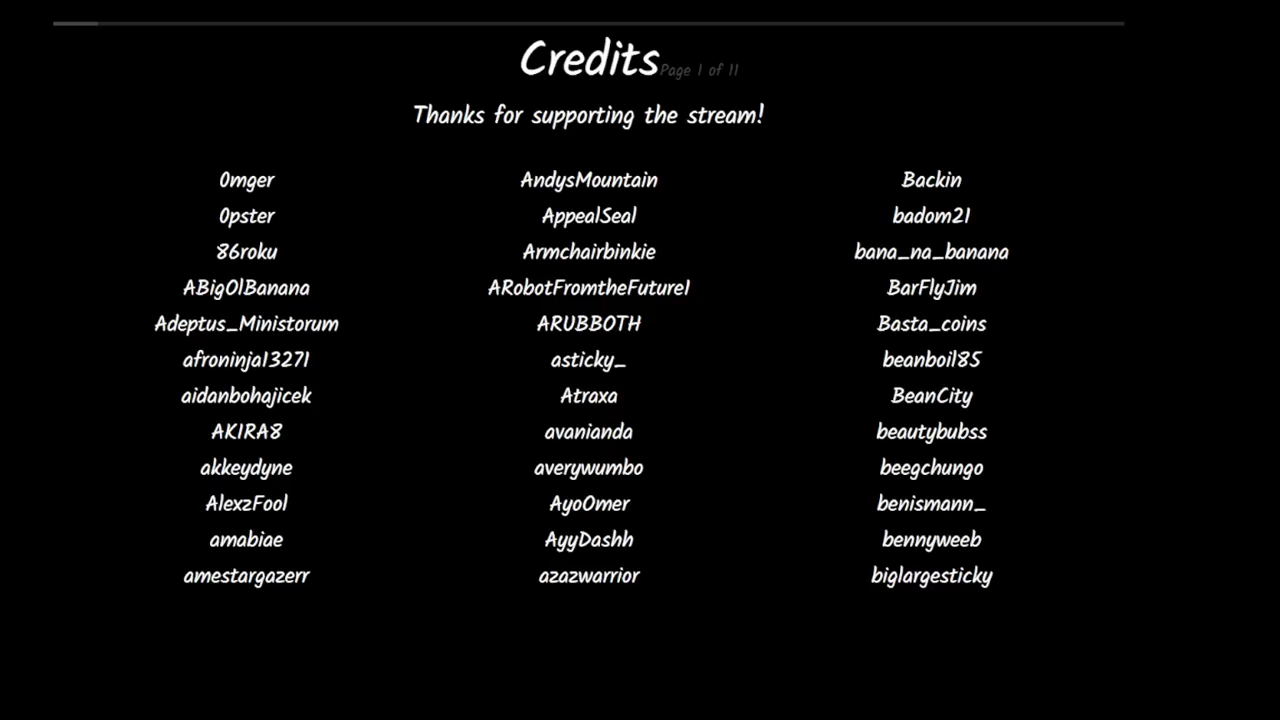 Credits Page 1 of 11
Thanks for supporting the stream!
0mger AndysMountain Backin
0pster AppealSeal badom21
86roku Armchairbinkie bana_na_banana
ABigOlBanana ARobotFromtheFuture1 BarFlyJim
Adeptus_Ministorum ARUBBOTH Basta_coins
afroninja13271 asticky_ beanboi185
aidanbohajicek Atraxa BeanCity
AKIRA8 avanianda beautybubss
akkeydyne averywumbo beegchungo
AlexzFool AyoOmer benismann_
amabiae AyyDashh bennyweeb
amestargazerr azazwarrior biglargesticky